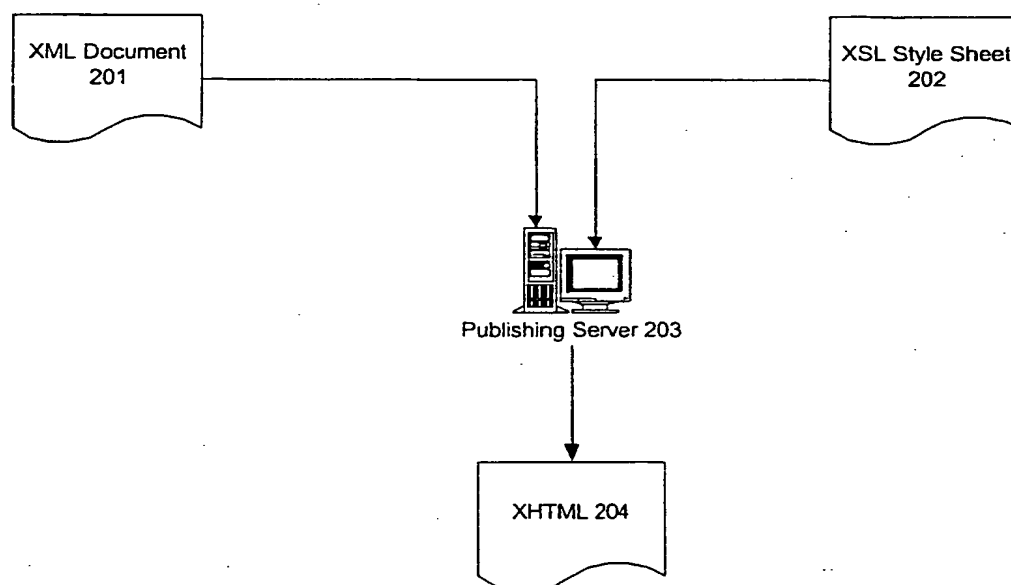 XML Document
201
XSL Style Sheet
202
Publishing Server 203
XHTML 204